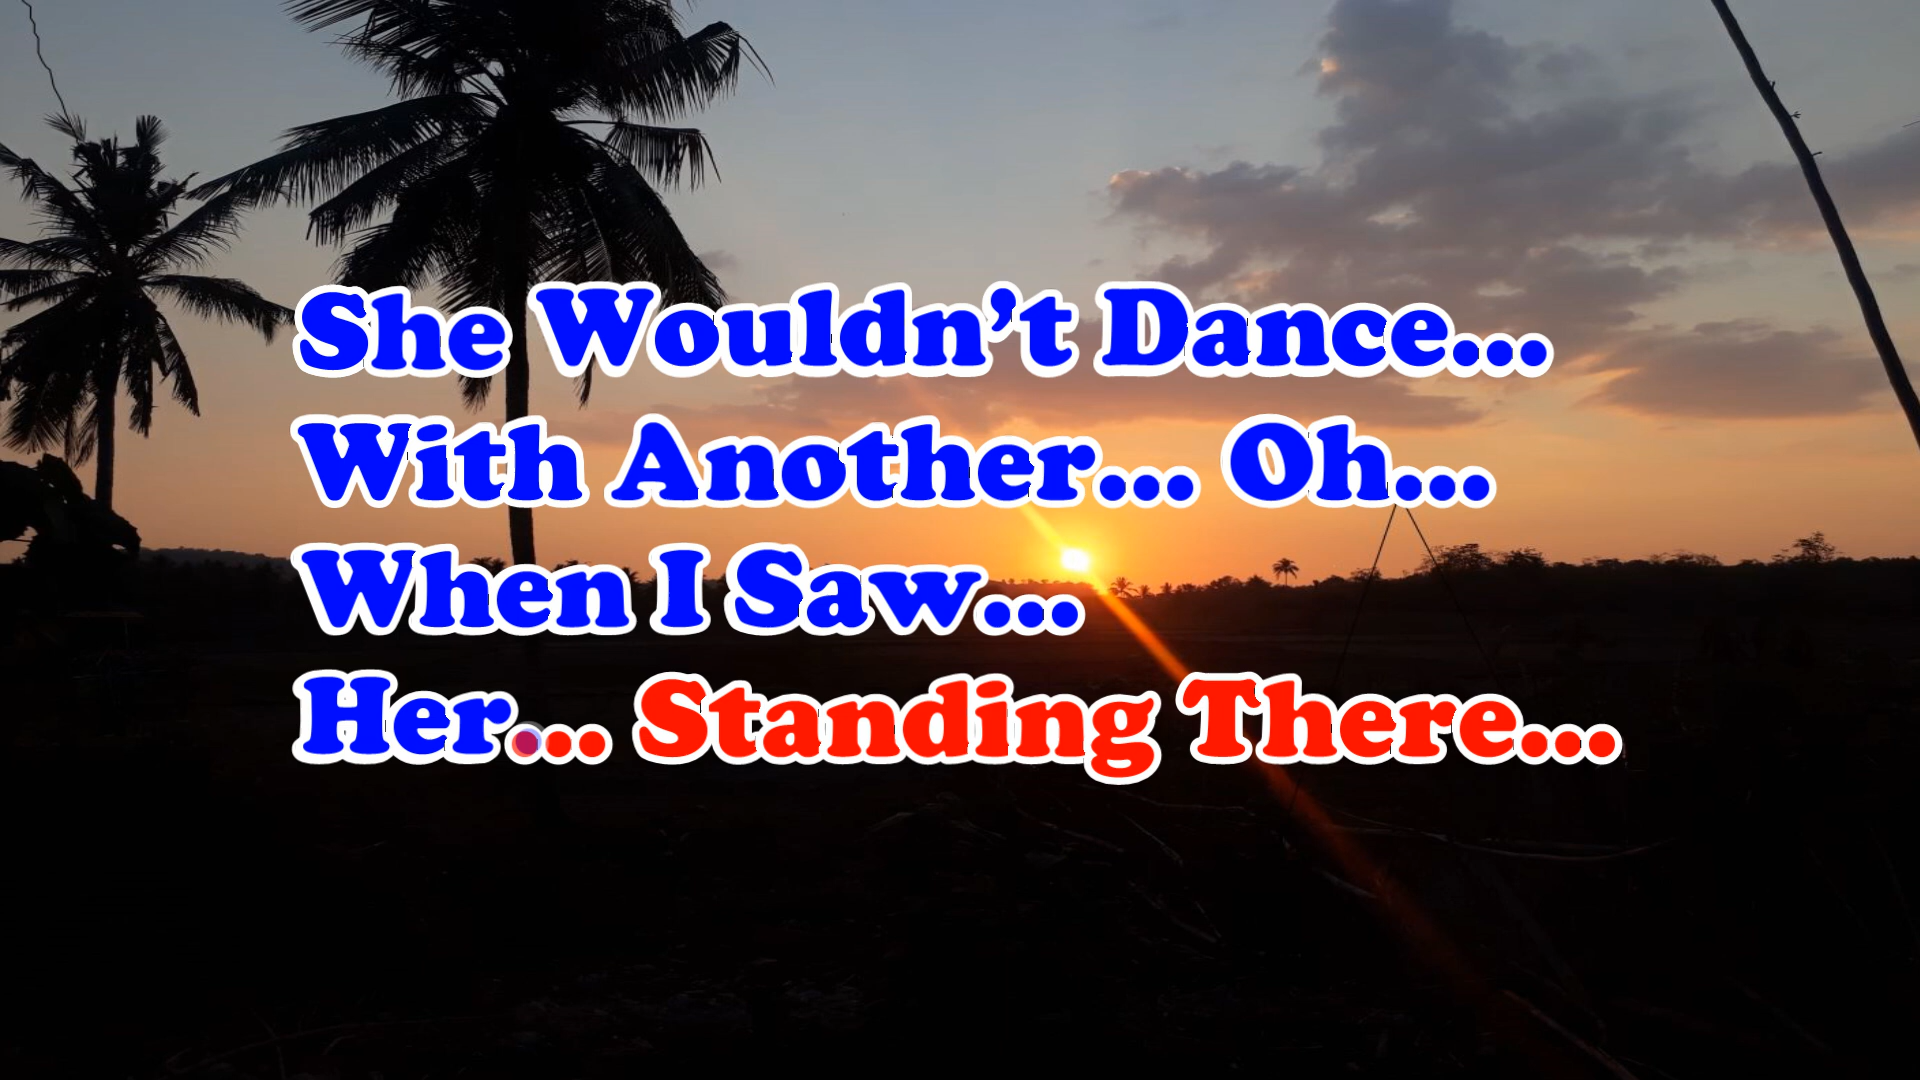 She Wouldn’t Dance...
With Another... Oh...
When I Saw...
Her... Standing There...